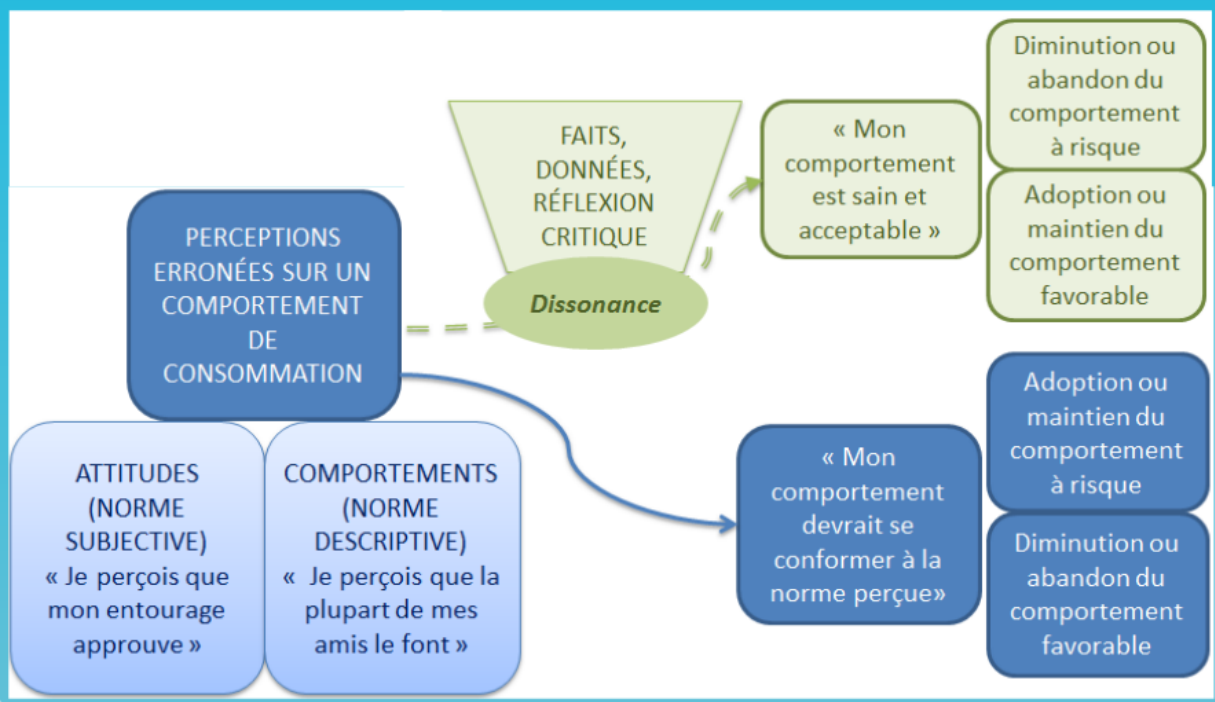 PERCEPTIONS
ERRONÉES SUR UN
COMPORTEMENT
DE
CONSOMMATION
ATTITUDES
(NORME
SUBJECTIVE)
« Je perçois que
mon entourage
approuve »
COMPORTEMENTS
(NORME
DESCRIPTIVE)
«  Je perçois que la
plupart de mes
amis le font »
FAITS,
DONNÉES,
RÉFLEXION
CRITIQUE
Dissonance
« Mon
comportement
est sain et
acceptable »
Diminution ou
abandon du
comportement
à risque
Adoption ou
maintien du
comportement
favorable
« Mon
comportement
devrait se
conformer à la
norme perçue»
Adoption ou
maintien du
comportement
à risque
Diminution ou
abandon du
comportement
favorable